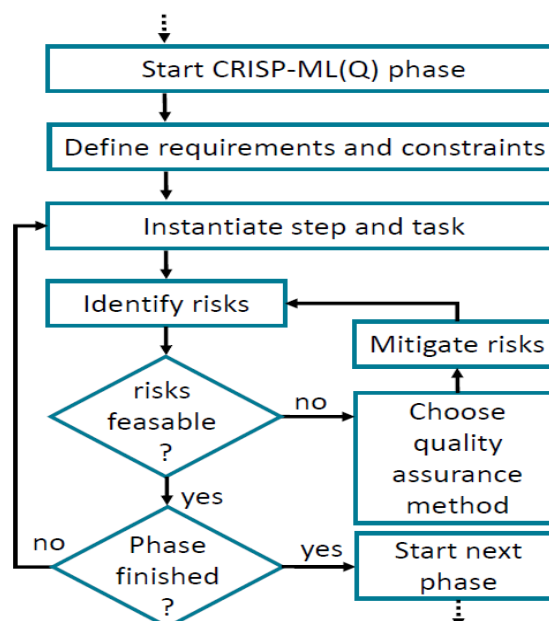 Start CRISP-ML(Q) phase
Define requirements and constraints
Instantiate step and task
Identify risks
Mitigate risks
risks
feasable
?
no
Choose
quality
assurance
method
yes
no
Phase
finished
?
yes
Start next
phase